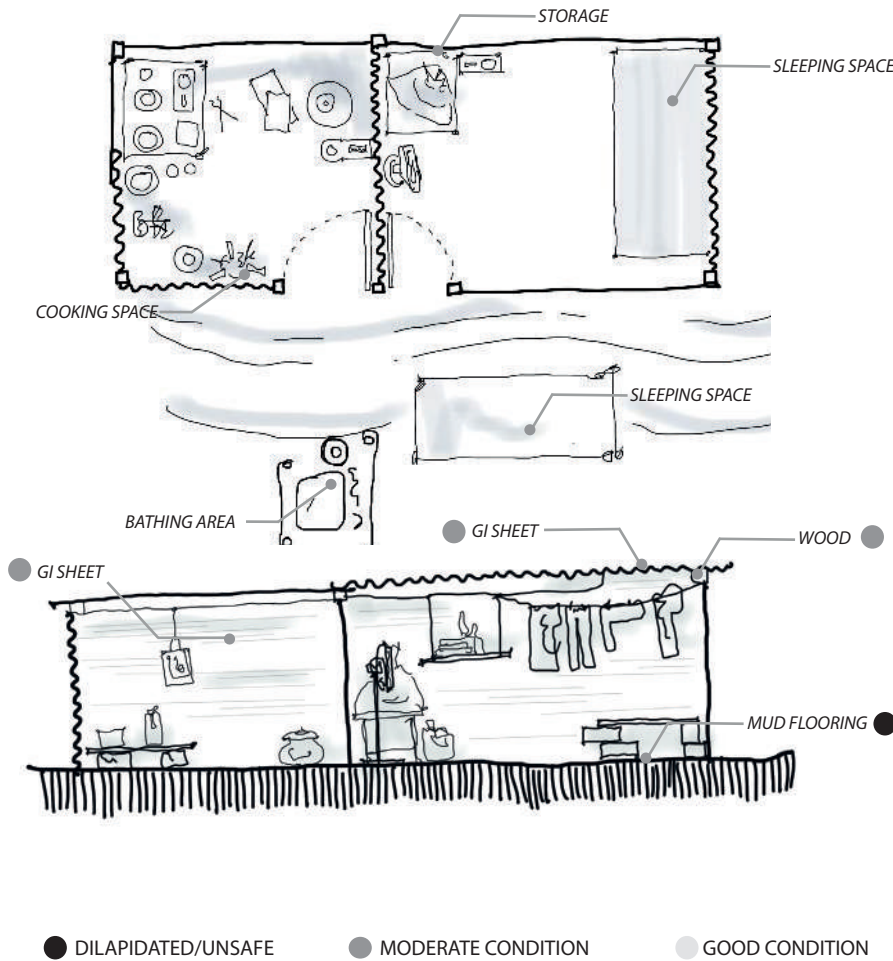 STORAGE
SLEEPING SPACE
COOKING SPACE
SLEEPING SPACE
BATHING AREA
GI SHEET
WOOD
GI SHEET
MUD FLOORING
DILAPIDATED/UNSAFE
MODERATE CONDITION
GOOD CONDITION